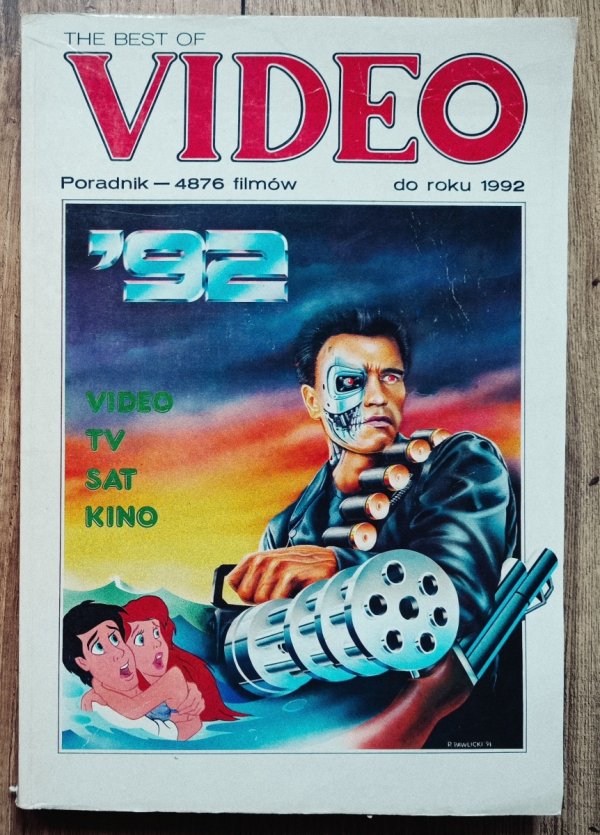 THE BEST OF
VIDEO
Poradnik — 4876 filmów do roku 1992
'92
VIDEO
TV
SAT
KINO
R. PAWLICKI 91